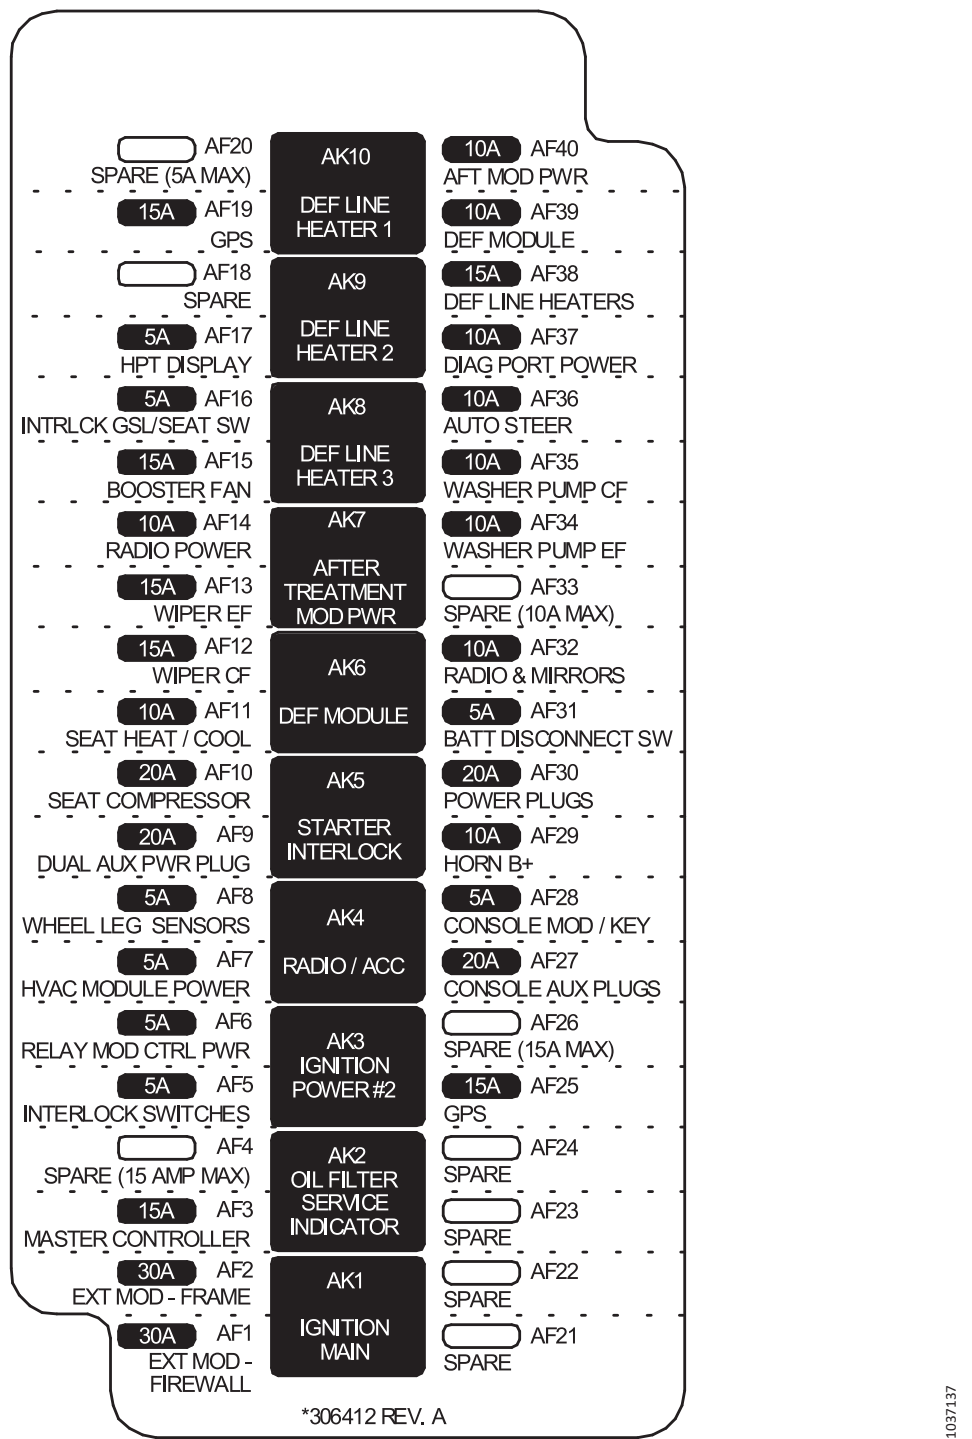 AF20
SPARE (5A MAX)
15A AF19
GPS
AF18
SPARE
5A AF17
HPT DISPLAY
5A AF16
INTRLCK GSL/SEAT SW
15A AF15
BOOSTER FAN
10A AF14
RADIO POWER
15A AF13
WIPER EF
15A AF12
WIPER CF
10A AF11
SEAT HEAT / COOL
20A AF10
SEAT COMPRESSOR
20A AF9
DUAL AUX PWR PLUG
5A AF8
WHEEL LEG SENSORS
5A AF7
HVAC MODULE POWER
5A AF6
RELAY MOD CTRL PWR
5A AF5
INTERLOCK SWITCHES
AF4
SPARE (15 AMP MAX)
15A AF3
MASTER CONTROLLER
30A AF2
EXT MOD - FRAME
30A AF1
EXT MOD -
FIREWALL
AK10
DEF LINE
HEATER 1
AK9
DEF LINE
HEATER 2
AK8
DEF LINE
HEATER 3
AK7
AFTER
TREATMENT
MOD PWR
AK6
DEF MODULE
AK5
STARTER
INTERLOCK
AK4
RADIO / ACC
AK3
IGNITION
POWER #2
AK2
OIL FILTER
SERVICE
INDICATOR
AK1
IGNITION
MAIN
10A AF40
AFT MOD PWR
10A AF39
DEF MODULE
15A AF38
DEF LINE HEATERS
10A AF37
DIAG PORT POWER
10A AF36
AUTO STEER
10A AF35
WASHER PUMP CF
10A AF34
WASHER PUMP EF
AF33
SPARE (10A MAX)
10A AF32
RADIO & MIRRORS
5A AF31
BATT DISCONNECT SW
20A AF30
POWER PLUGS
10A AF29
HORN B+
5A AF28
CONSOLE MOD / KEY
20A AF27
CONSOLE AUX PLUGS
AF26
SPARE (15A MAX)
15A AF25
GPS
AF24
SPARE
AF23
SPARE
AF22
SPARE
AF21
SPARE
*306412 REV. A
1037137